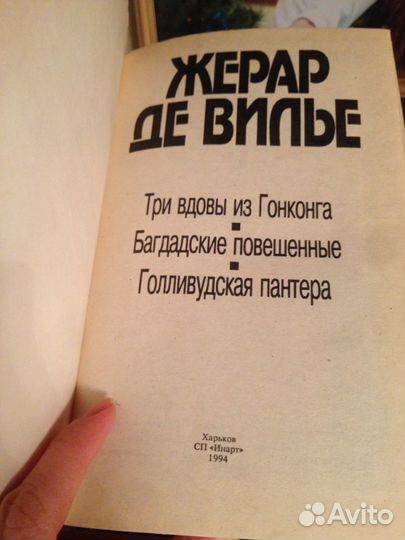 ЖЕРАР
ДЕ ВИЛЬЕ
Три вдовы из Гонконга
Багдадские повешенные
Голливудская пантера
Харьков
СП «Инарт»
1994
Avito